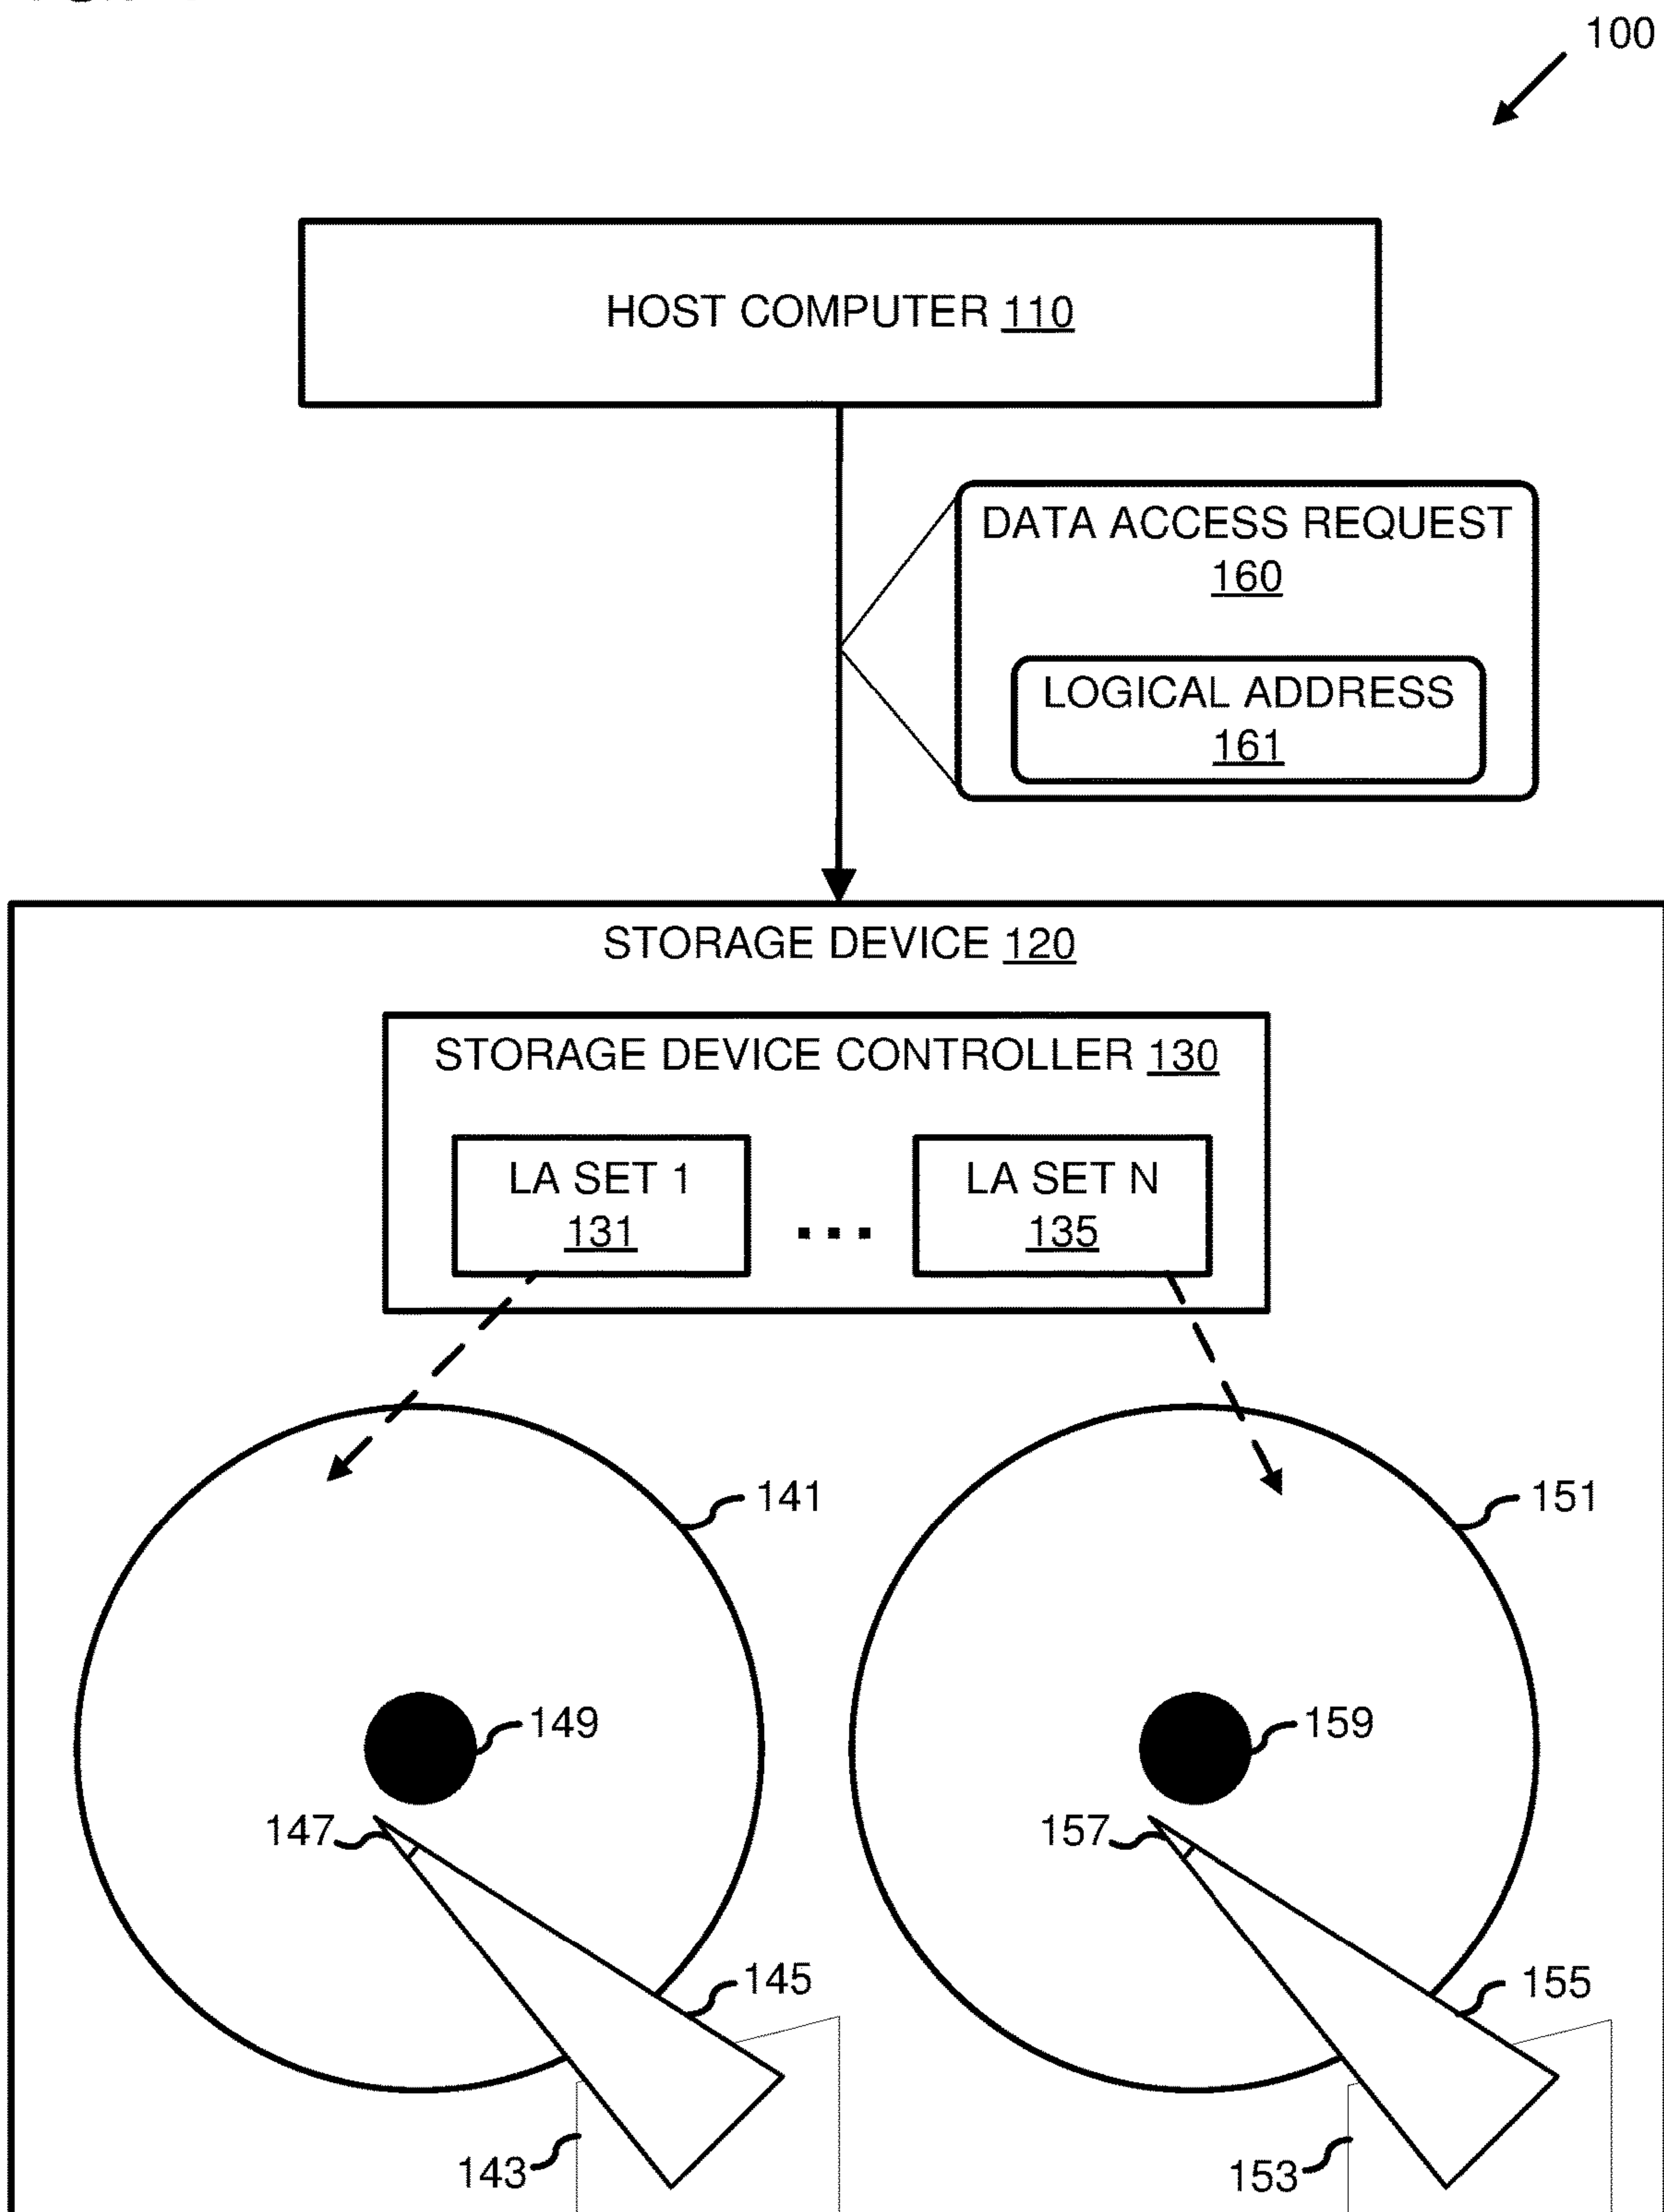 100
HOST COMPUTER 110
DATA ACCESS REQUEST
160
LOGICAL ADDRESS
161
STORAGE DEVICE 120
STORAGE DEVICE CONTROLLER 130
LA SET 1
131
...
LA SET N
135
141
151
149
159
147
157
145
155
143
153